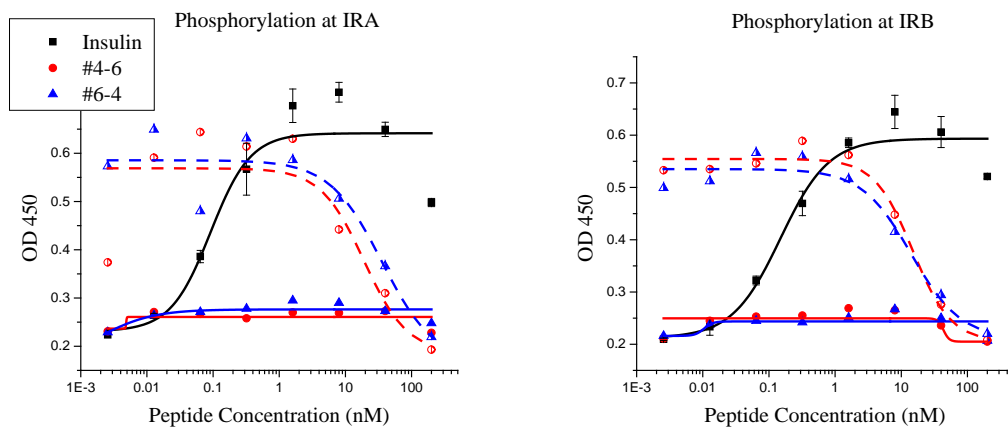 Phosphorylation at IRA
Insulin
#4-6
#6-4
0.6
0.5
0.4
0.3
0.2
OD 450
1E-3 0.01 0.1 1 10 100
Peptide Concentration (nM)
Phosphorylation at IRB
0.7
0.6
0.5
0.4
0.3
0.2
OD 450
1E-3 0.01 0.1 1 10 100
Peptide Concentration (nM)